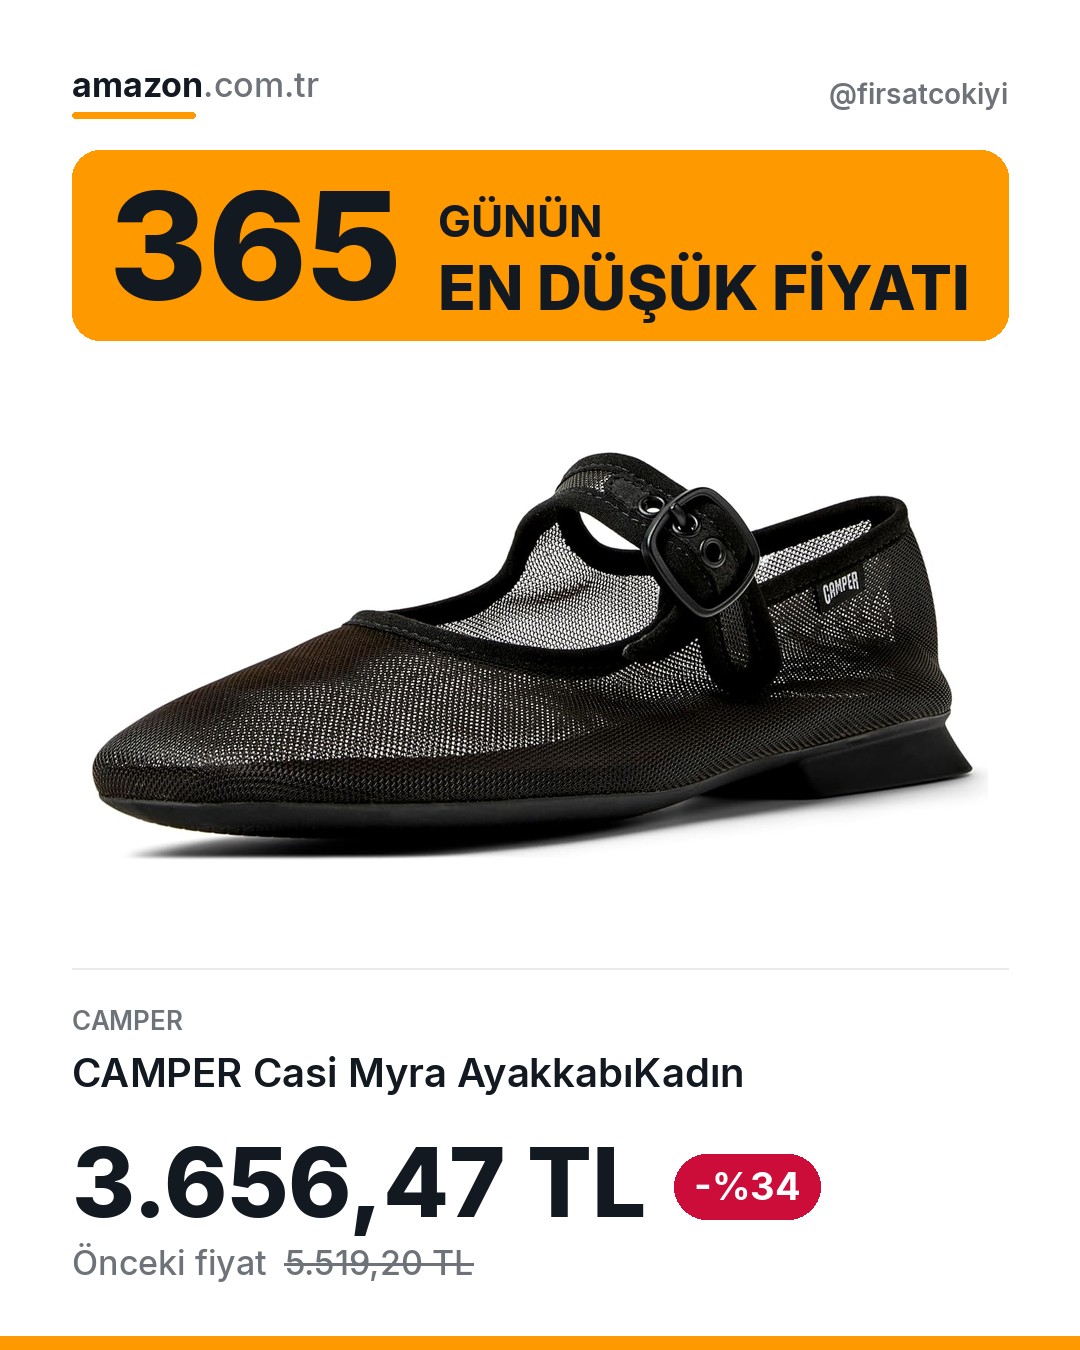 amazon.com.tr
@firsatcokiyi
365 GÜNÜN
EN DÜŞÜK FİYATI
CAMPER
CAMPER
CAMPER Casi Myra AyakkabıKadın
3.656,47 TL -%34
Önceki fiyat 5.519,20 TL